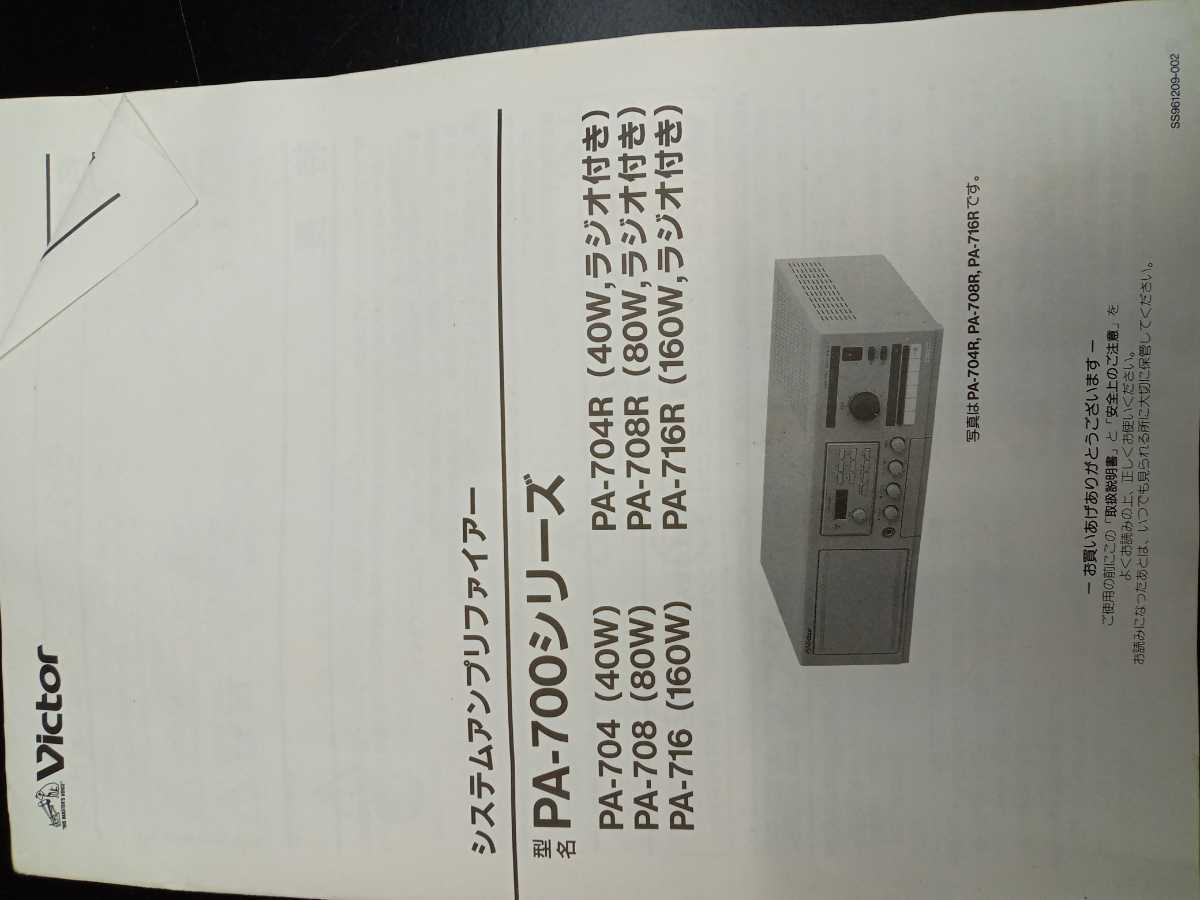 "HIS MASTER'S VOICE"
Victor
システムアンプリファイアー
型名 PA-700シリーズ
PA-704 (40W) PA-704R (40W,ラジオ付き)
PA-708 (80W) PA-708R (80W,ラジオ付き)
PA-716 (160W) PA-716R (160W,ラジオ付き)
Victor
写真はPA-704R, PA-708R, PA-716Rです。
ー お買いあげありがとうございます ー
ご使用の前にこの「取扱説明書」と「安全上のご注意」を
よくお読みの上、正しくお使いください。
お読みになったあとは、いつでも見られる所に大切に保管してください。
SS961209-002